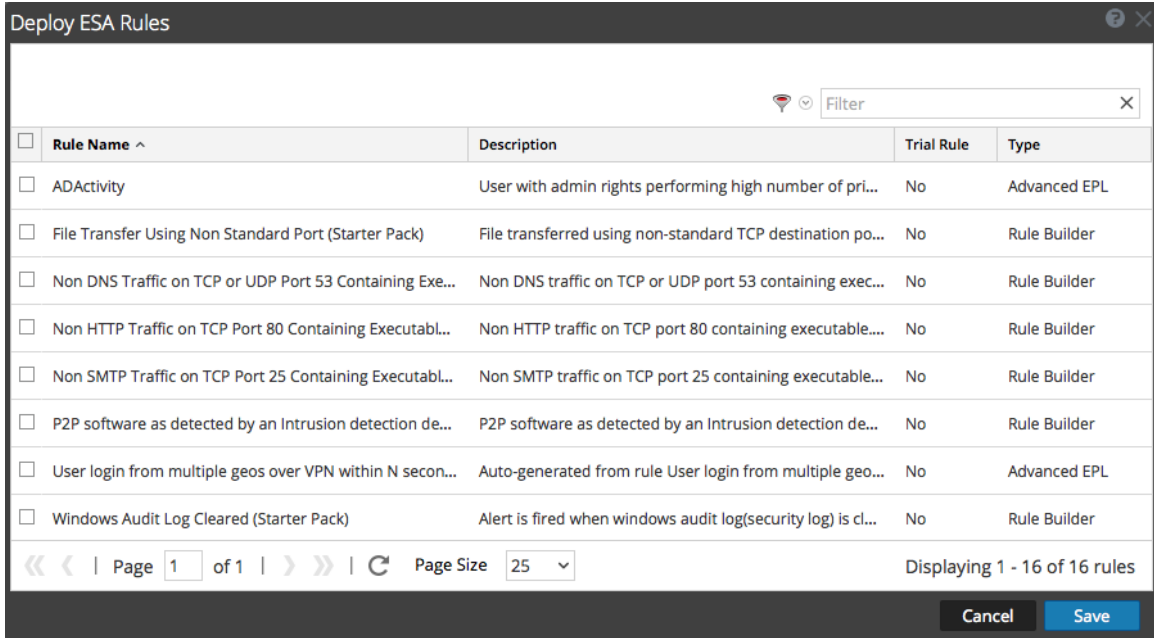 Deploy ESA Rules
Filter
Rule Name Description Trial Rule Type
ADActivity User with admin rights performing high number of pri... No Advanced EPL
File Transfer Using Non Standard Port (Starter Pack) File transferred using non-standard TCP destination po... No Rule Builder
Non DNS Traffic on TCP or UDP Port 53 Containing Exe... Non DNS traffic on TCP or UDP port 53 containing exec... No Rule Builder
Non HTTP Traffic on TCP Port 80 Containing Executabl... Non HTTP traffic on TCP port 80 containing executable.... No Rule Builder
Non SMTP Traffic on TCP Port 25 Containing Executabl... Non SMTP traffic on TCP port 25 containing executable... No Rule Builder
P2P software as detected by an Intrusion detection de... P2P software as detected by an Intrusion detection de... No Rule Builder
User login from multiple geos over VPN within N secon... Auto-generated from rule User login from multiple geo... No Advanced EPL
Windows Audit Log Cleared (Starter Pack) Alert is fired when windows audit log(security log) is cl... No Rule Builder
Page 1 of 1 Page Size 25 Displaying 1 - 16 of 16 rules
Cancel Save